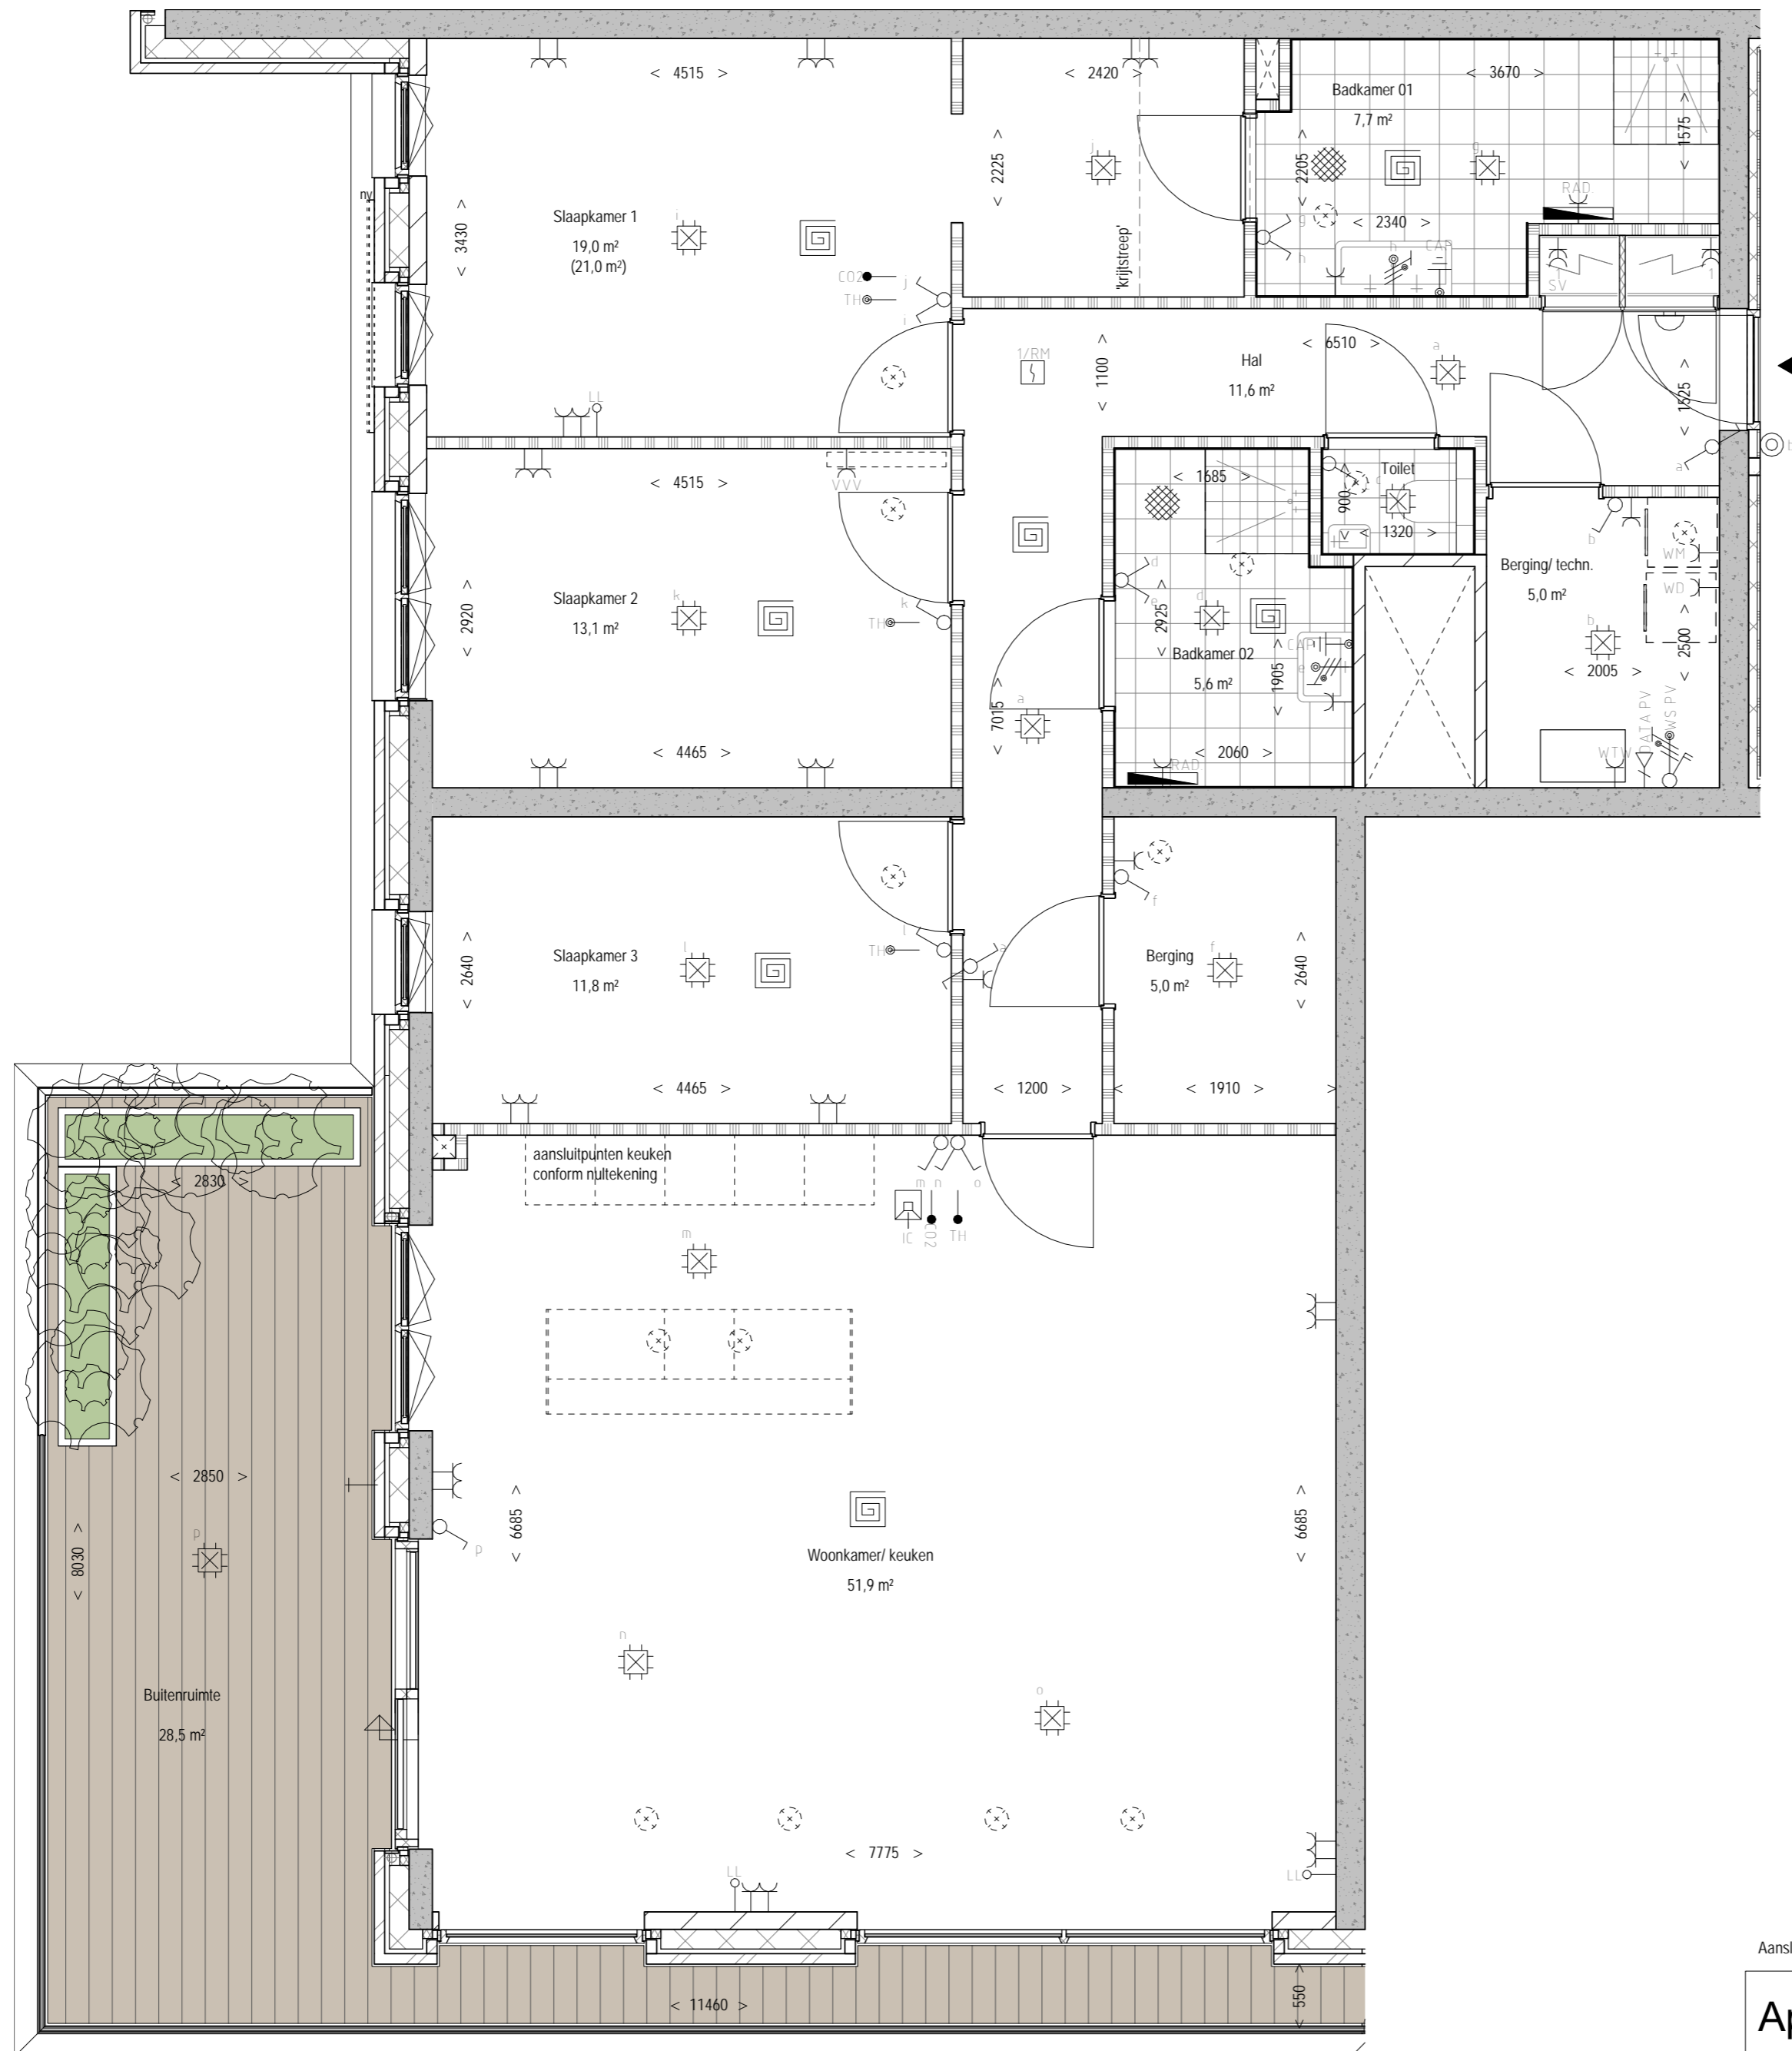 < 4515 >
< 2420 >
< 3670 >
Badkamer 01
7,7 m²
< 1575 >
< 2225 >
< 2205 >
j
g
RAD
nv
Slaapkamer 1
19,0 m²
(21,0 m²)
i
< 3430 >
< 2340 >
g
h
h
CAP
'krijtstreep'
CO2
TH
j
i
SV
1
1
1/RM
< 1100 >
Hal
11,6 m²
< 6510 >
a
< 1525 >
LL
a
b
< 4515 >
VVV
< 1685 >
Toilet
c
< 900 >
< 1320 >
b
WM
WD
Berging/ techn.
5,0 m²
Slaapkamer 2
13,1 m²
k
< 2920 >
k
TH
d
e
< 2925 >
d
Badkamer 02
5,6 m²
CAP
e
< 1905 >
b
< 2005 >
< 2500 >
< 7015 >
a
< 4465 >
< 2060 >
RAD
WTW
DATA PV
WS PV
f
Slaapkamer 3
11,8 m²
l
< 2640 >
l
TH
a
Berging
5,0 m²
f
< 2640 >
< 4465 >
< 1200 >
< 1910 >
aansluitpunten keuken
conform nultekening
< 2830 >
m n o
IC
CO2
TH
m
< 2850 >
< 6685 >
< 6685 >
p
p
< 8030 >
Woonkamer/ keuken
51,9 m²
n
o
Buitenruimte
28,5 m²
< 7775 >
LL
LL
< 11460 >
< 550 >
Aansl
Ap